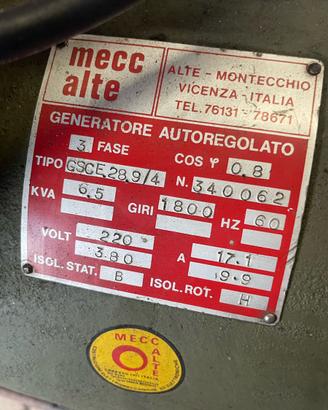 mecc
alte
ALTE - MONTECCHIO
VICENZA - ITALIA
TEL. 76131 - 78671
GENERATORE AUTOREGOLATO
3 FASE COS φ 0.8
TIPO GSCE 28.9/4 N. 340062
KVA 6.5 GIRI 1800 HZ 60
VOLT 220 A 17.1
3.80 9.9
ISOL. STAT. B ISOL. ROT. H
MECC ALTE